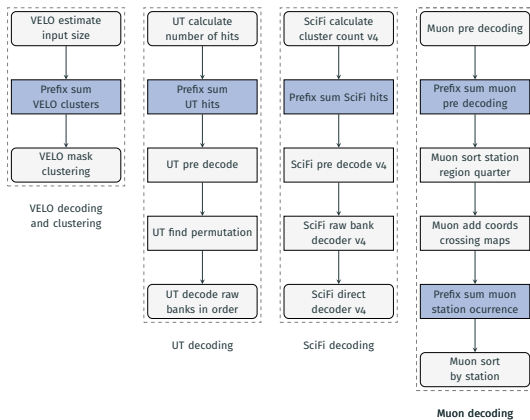 VELO estimate
input size
Prefix sum
VELO clusters
VELO mask
clustering
VELO decoding
and clustering
UT calculate
number of hits
Prefix sum
UT hits
UT pre decode
UT find permutation
UT decode raw
banks in order
UT decoding
SciFi calculate
cluster count v4
Prefix sum SciFi hits
SciFi pre decode v4
SciFi raw bank
decoder v4
SciFi direct
decoder v4
SciFi decoding
Muon pre decoding
Prefix sum muon
pre decoding
Muon sort station
region quarter
Muon add coords
crossing maps
Prefix sum muon
station ocurrence
Muon sort
by station
Muon decoding